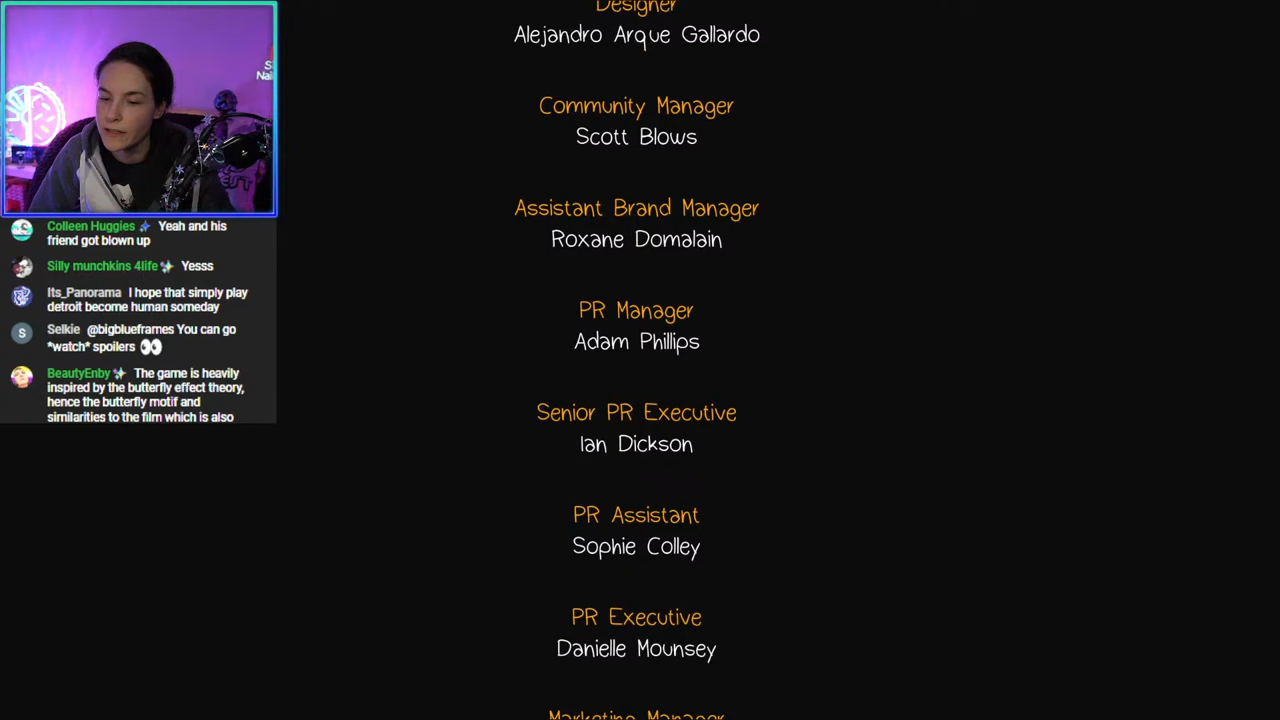 Colleen Huggies Yeah and his
friend got blown up
Silly munchkins 4life Yesss
Its_Panorama I hope that simply play
detroit become human someday
S
Selkie @bigblueframes You can go
*watch* spoilers 👀
BeautyEnby The game is heavily
inspired by the butterfly effect theory,
hence the butterfly motif and
similarities to the film which is also
Designer
Alejandro Arque Gallardo
Community Manager
Scott Blows
Assistant Brand Manager
Roxane Domalain
PR Manager
Adam Phillips
Senior PR Executive
Ian Dickson
PR Assistant
Sophie Colley
PR Executive
Danielle Mounsey
Marketing Manager